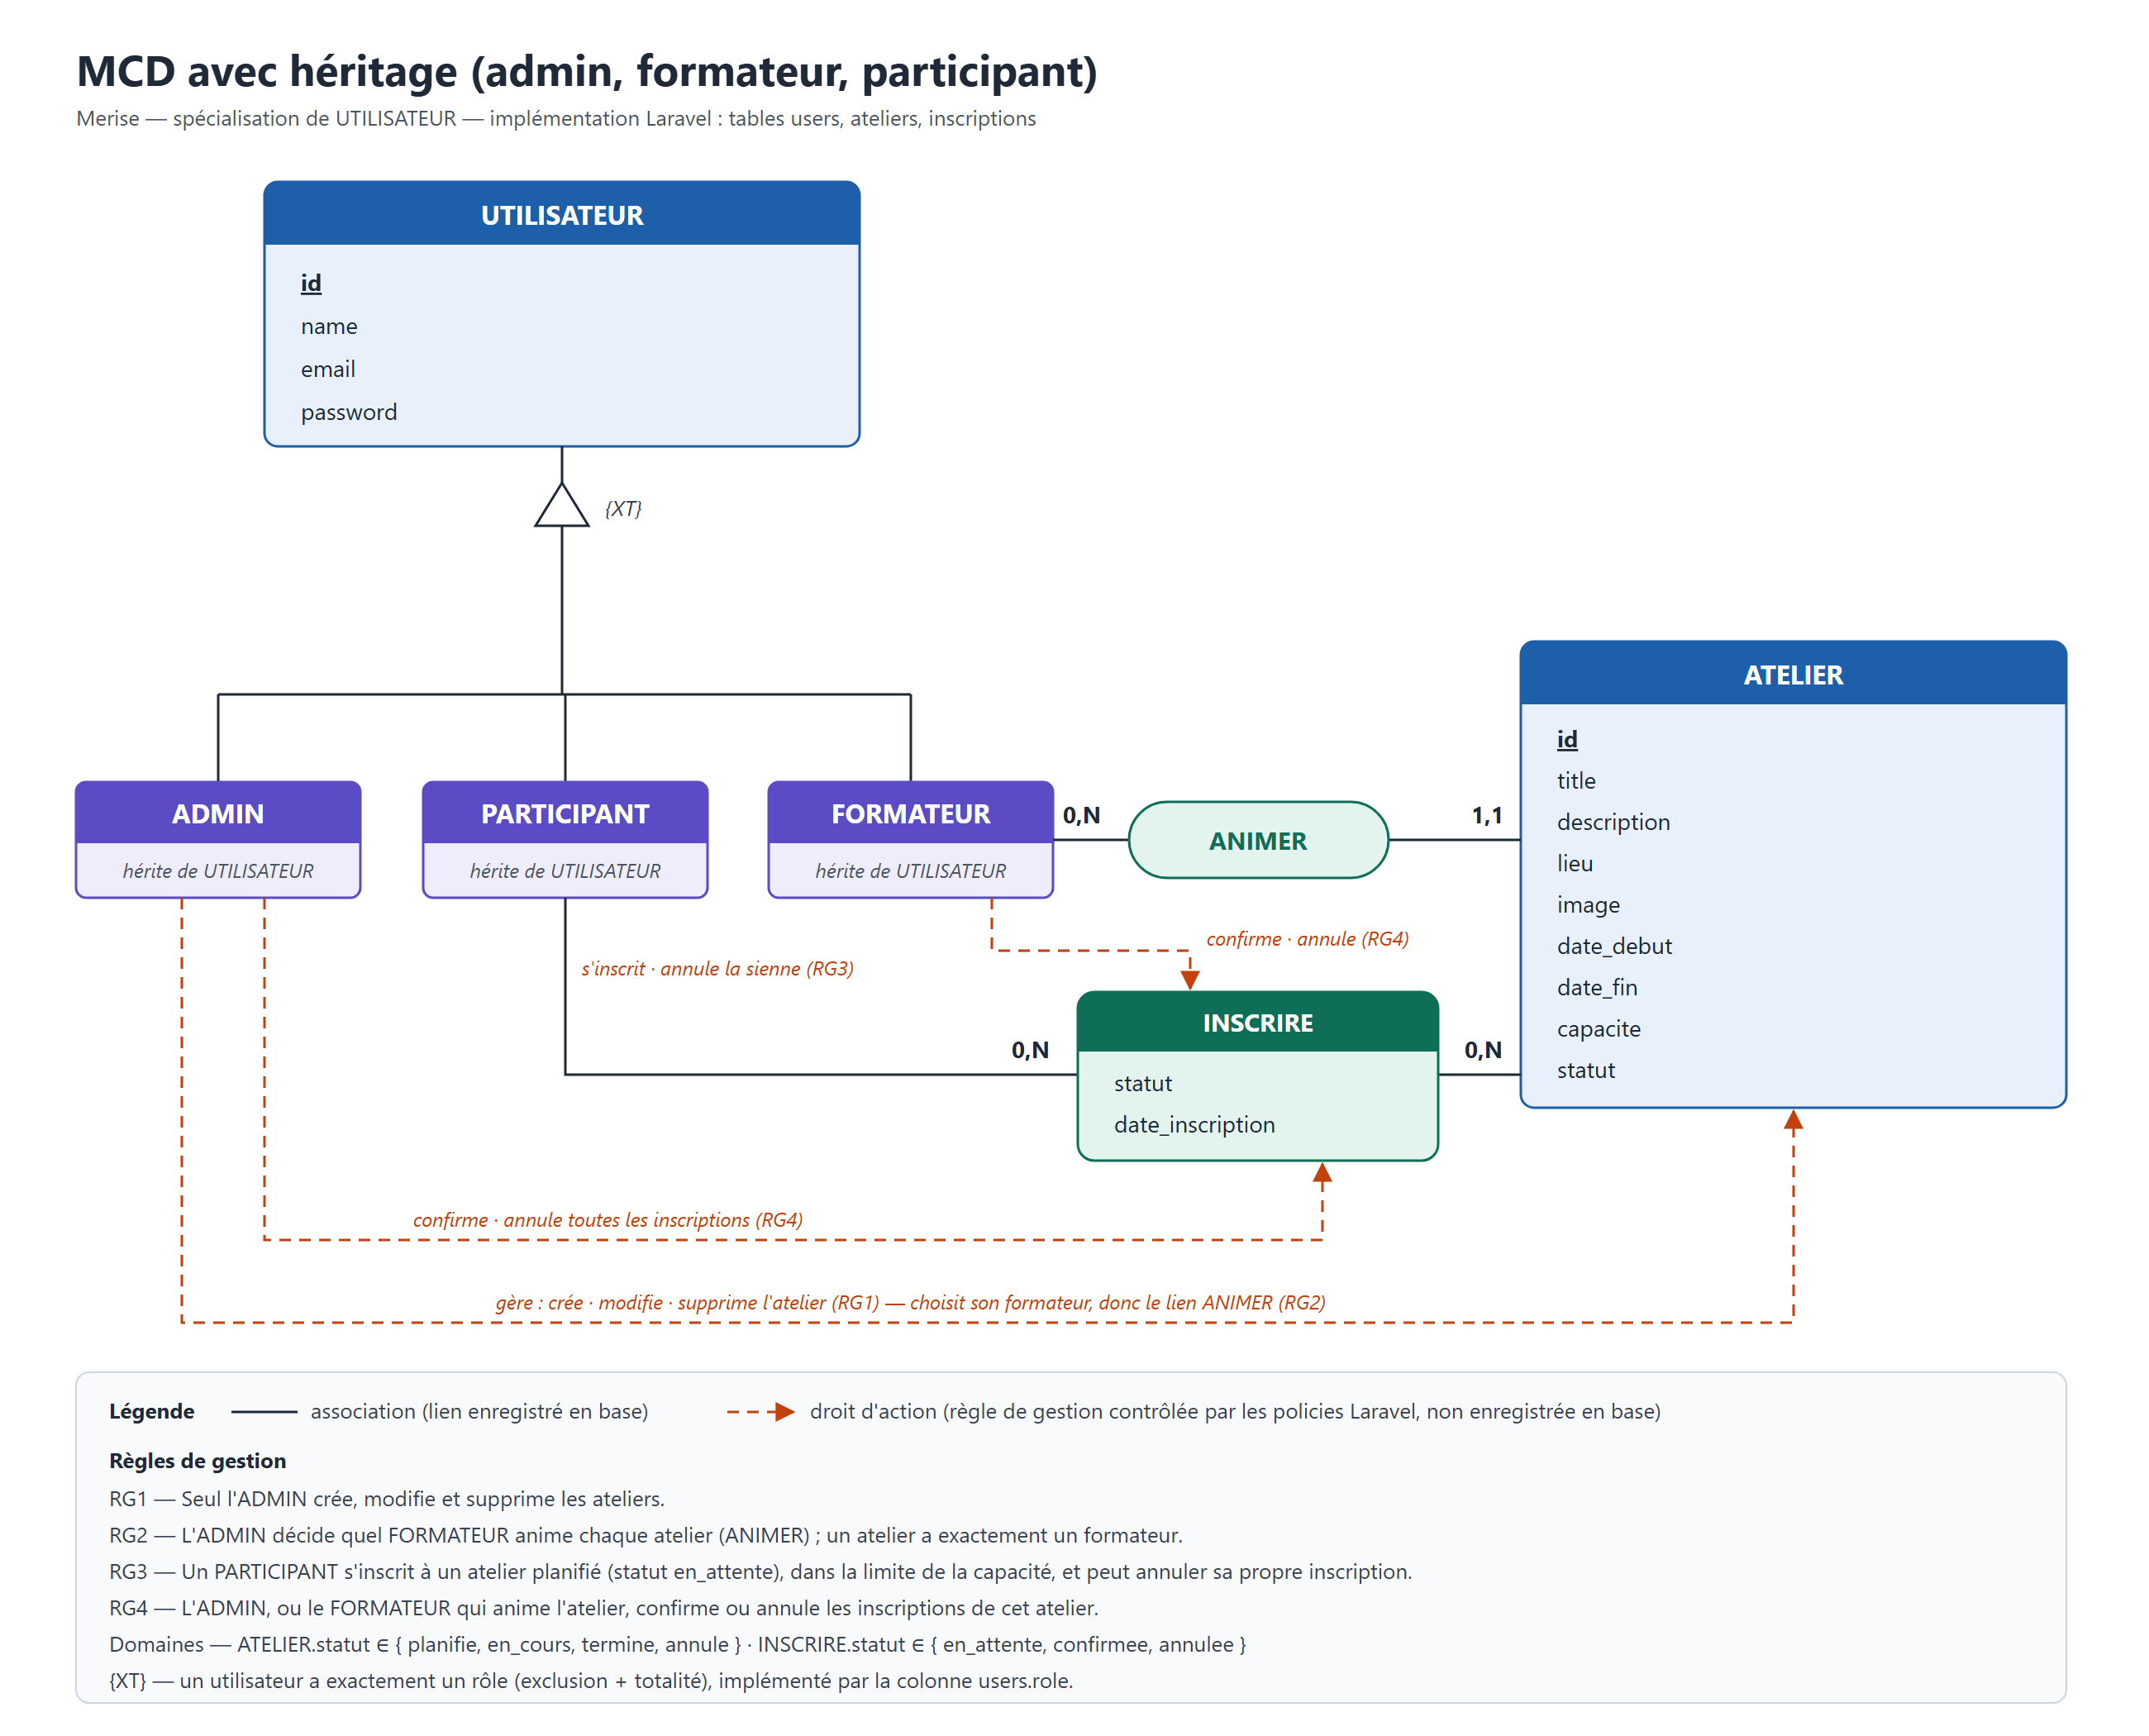 MCD avec héritage (admin, formateur, participant)
Merise — spécialisation de UTILISATEUR — implémentation Laravel : tables users, ateliers, inscriptions
UTILISATEUR
id
name
email
password
{XT}
ADMIN
hérite de UTILISATEUR
PARTICIPANT
hérite de UTILISATEUR
FORMATEUR
hérite de UTILISATEUR
0,N
ANIMER
1,1
ATELIER
id
title
description
lieu
image
date_debut
date_fin
capacite
statut
confirme · annule (RG4)
s'inscrit · annule la sienne (RG3)
0,N
INSCRIRE
statut
date_inscription
0,N
confirme · annule toutes les inscriptions (RG4)
gère : crée · modifie · supprime l'atelier (RG1) — choisit son formateur, donc le lien ANIMER (RG2)
Légende association (lien enregistré en base) droit d'action (règle de gestion contrôlée par les policies Laravel, non enregistrée en base)
Règles de gestion
RG1 — Seul l'ADMIN crée, modifie et supprime les ateliers.
RG2 — L'ADMIN décide quel FORMATEUR anime chaque atelier (ANIMER) ; un atelier a exactement un formateur.
RG3 — Un PARTICIPANT s'inscrit à un atelier planifié (statut en_attente), dans la limite de la capacité, et peut annuler sa propre inscription.
RG4 — L'ADMIN, ou le FORMATEUR qui anime l'atelier, confirme ou annule les inscriptions de cet atelier.
Domaines — ATELIER.statut ∈ { planifie, en_cours, termine, annule } · INSCRIRE.statut ∈ { en_attente, confirmee, annulee }
{XT} — un utilisateur a exactement un rôle (exclusion + totalité), implémenté par la colonne users.role.